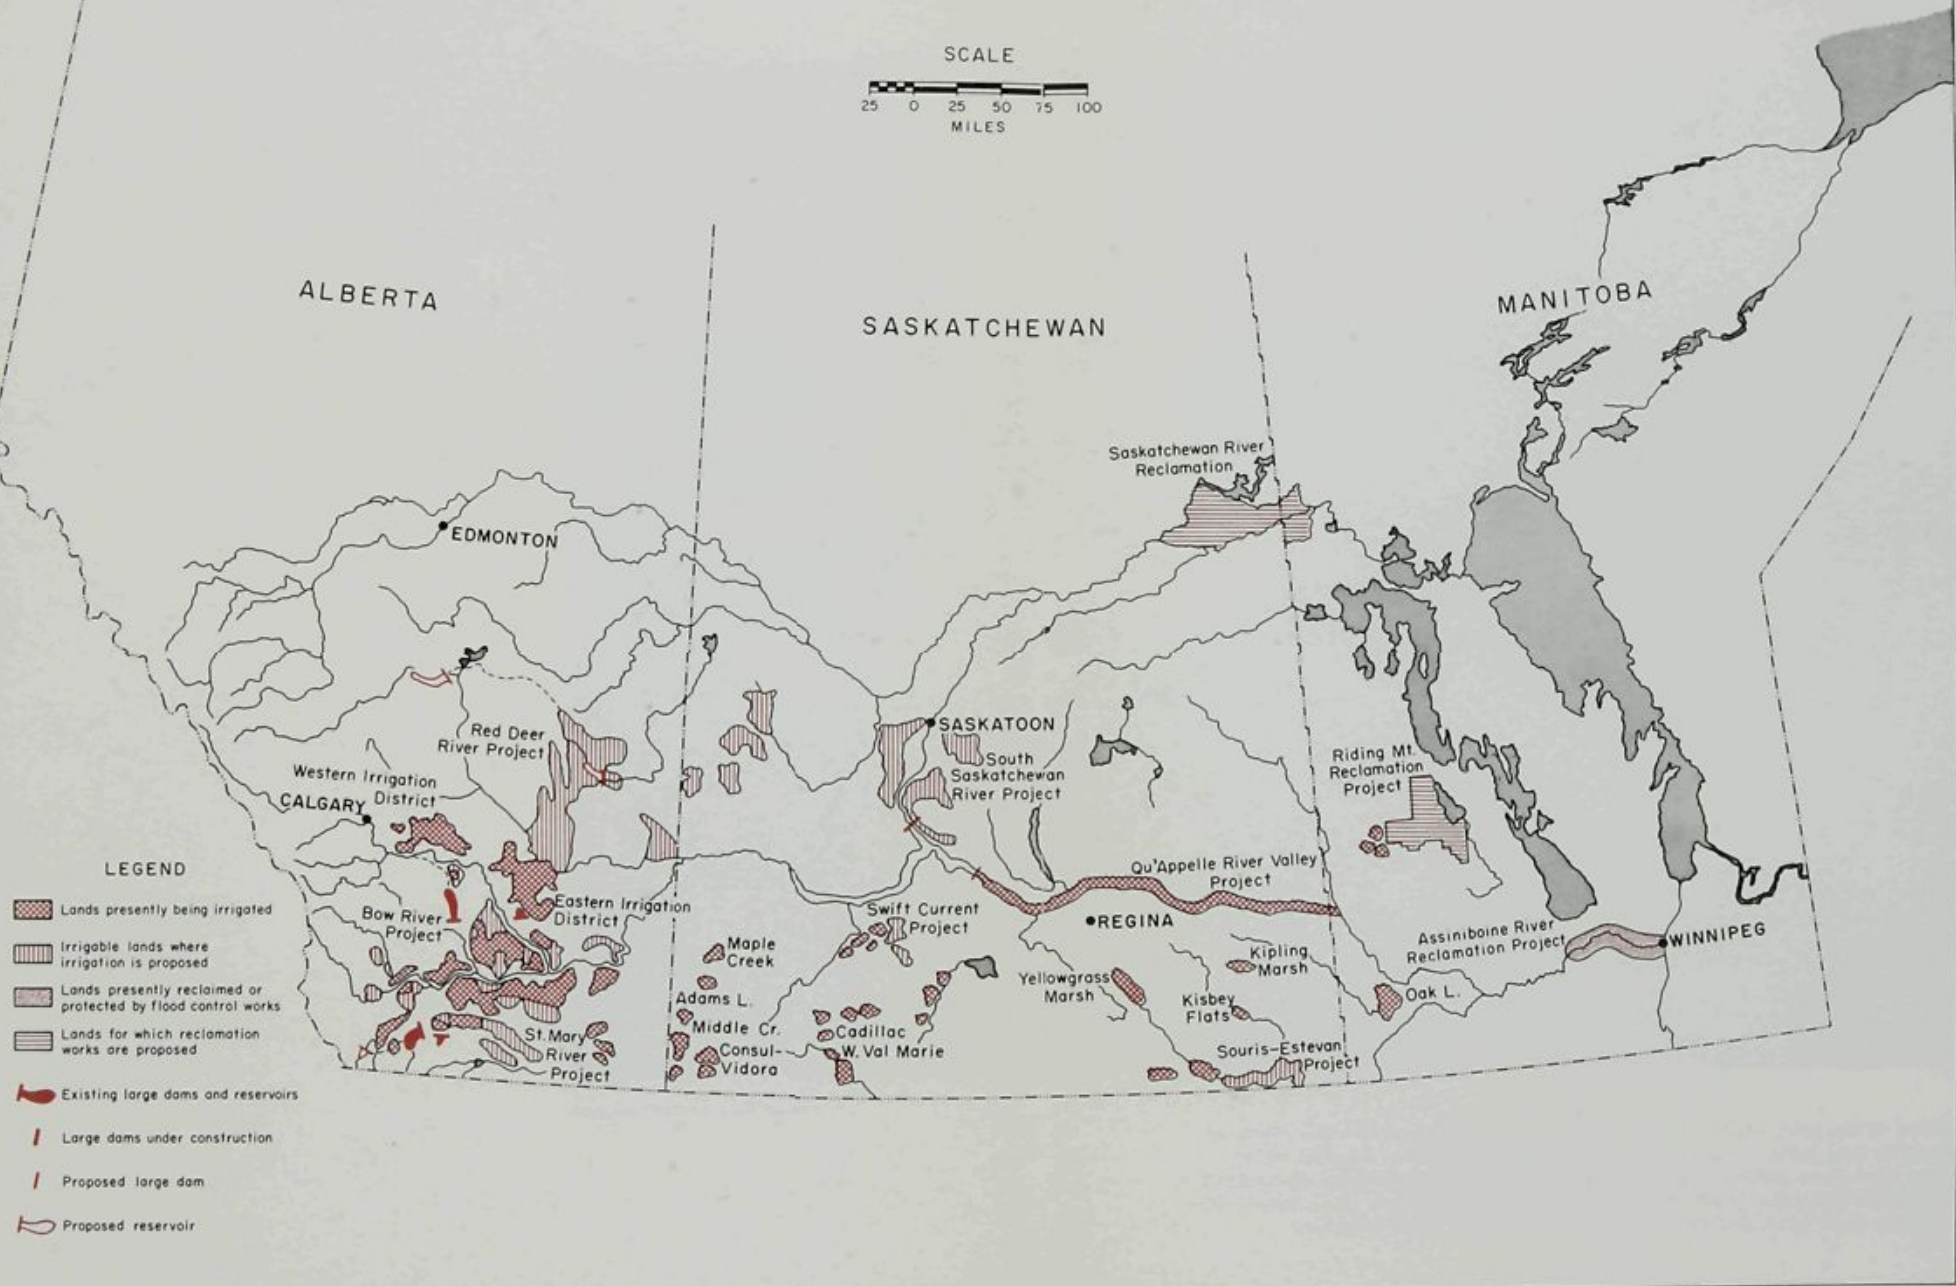 SCALE
25 0 25 50 75 100
MILES
ALBERTA
SASKATCHEWAN
MANITOBA
Saskatchewan River
Reclamation
EDMONTON
Red Deer
River Project
SASKATOON
South
Saskatchewan
River Project
Riding Mt.
Reclamation
Project
Western Irrigation
District
CALGARY
Qu'Appelle River Valley
Project
Eastern Irrigation
District
Bow River
Project
Swift Current
Project
REGINA
Assiniboine River
Reclamation Project
WINNIPEG
Maple
Creek
Kipling
Marsh
Yellowgrass
Marsh
Adams L.
Kisbey
Flats
Oak L.
Middle Cr.
Cadillac
St. Mary
River
Project
Consul-
Vidora
W. Val Marie
Souris-Estevan
Project
LEGEND
Lands presently being irrigated
Irrigable lands where
irrigation is proposed
Lands presently reclaimed or
protected by flood control works
Lands for which reclamation
works are proposed
Existing large dams and reservoirs
Large dams under construction
Proposed large dam
Proposed reservoir